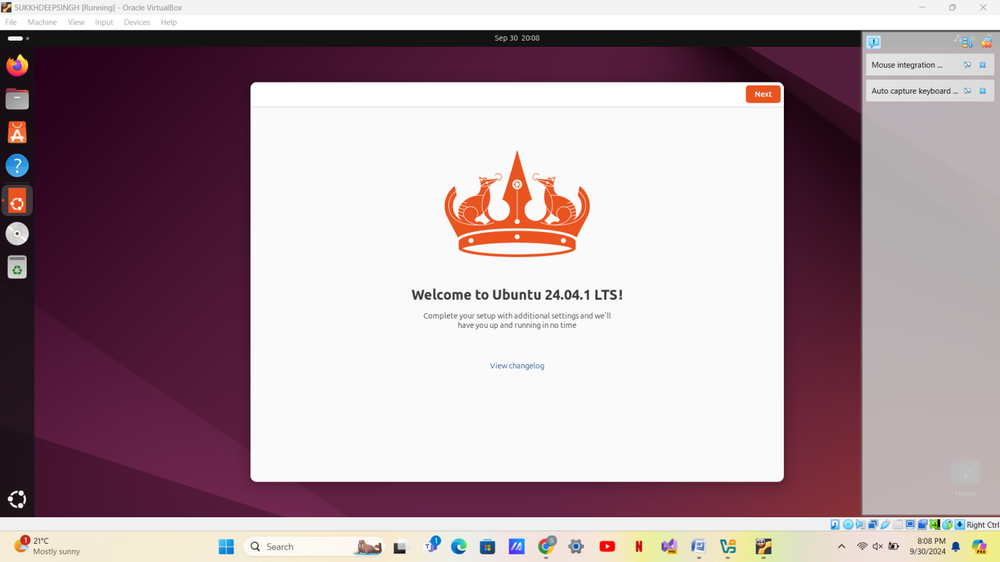 SUKKHDEEPSINGH [Running] - Oracle VirtualBox
File Machine View Input Devices Help
Sep 30 20:08
Mouse integration ...
Auto capture keyboard ...
Next
Welcome to Ubuntu 24.04.1 LTS!
Complete your setup with additional settings and we'll
have you up and running in no time
View changelog
Home
Right Ctrl
1
21°C
Mostly sunny
Search
1
S
N
PRE
8:08 PM
9/30/2024
PRE